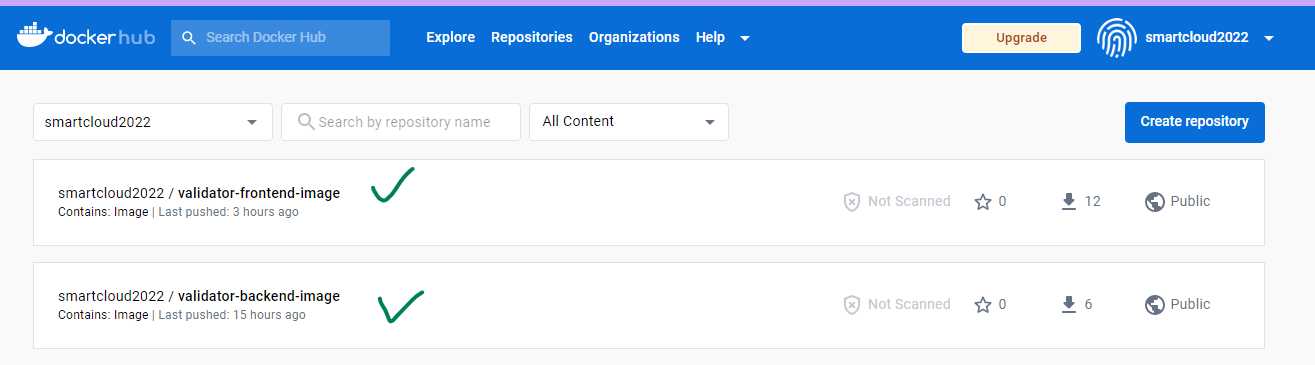 docker hub Search Docker Hub Explore Repositories Organizations Help Upgrade smartcloud2022
smartcloud2022 Search by repository name All Content Create repository
smartcloud2022 / validator-frontend-image
Contains: Image | Last pushed: 3 hours ago
Not Scanned 0 12 Public
smartcloud2022 / validator-backend-image
Contains: Image | Last pushed: 15 hours ago
Not Scanned 0 6 Public